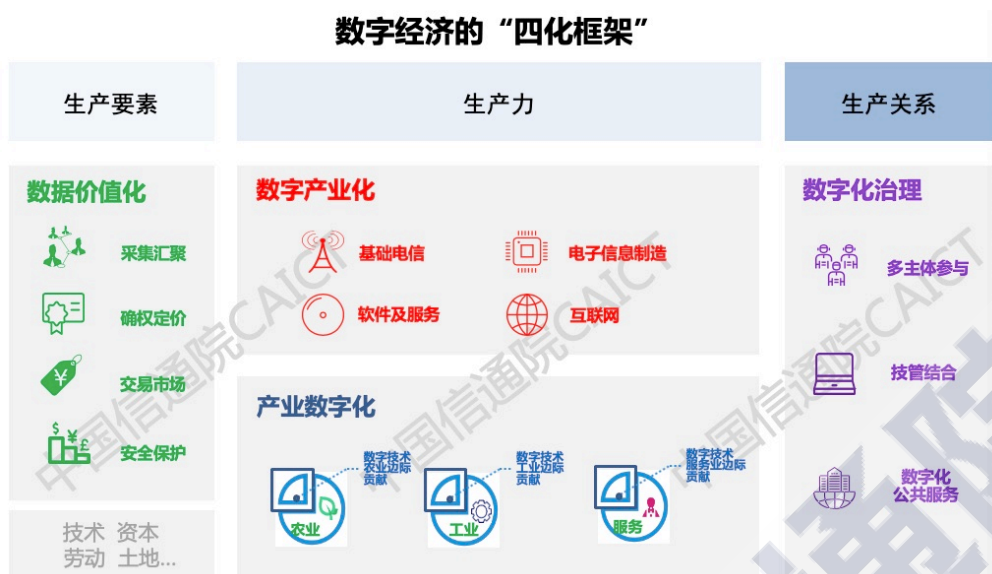 数字经济的“四化框架”
生产要素
生产力
生产关系
数据价值化
采集汇聚
确权定价
交易市场
安全保护
技术 资本
劳动 土地...
数字产业化
基础电信
电子信息制造
软件及服务
互联网
产业数字化
数字技术
农业边际
贡献
农业
数字技术
工业边际
贡献
工业
数字技术
服务业边际
贡献
服务
数字化治理
多主体参与
技管结合
数字化
公共服务
中国信通院CAICT
中国信通院CAICT
中国信通院CAICT